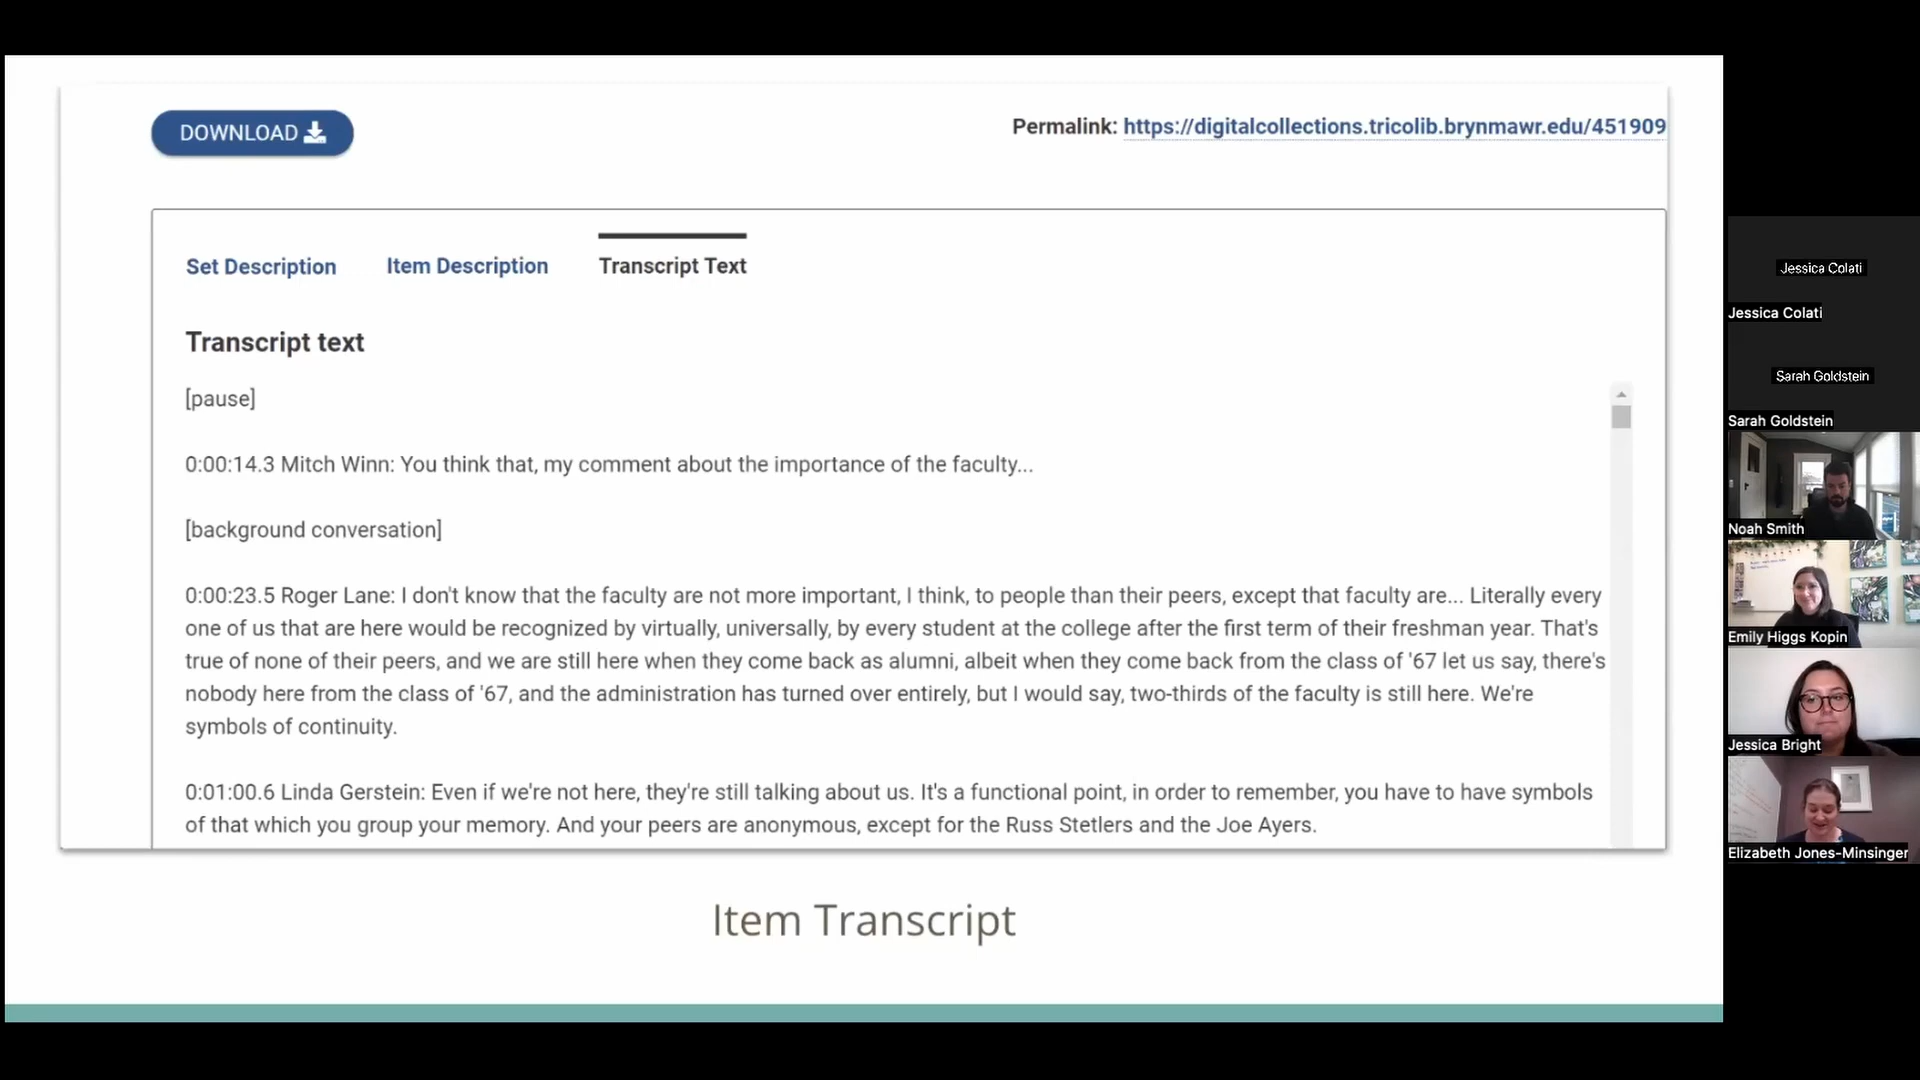 DOWNLOAD
Permalink: https://digitalcollections.tricolib.brynmawr.edu/451909
Set Description
Item Description
Transcript Text
Transcript text
[pause]
0:00:14.3 Mitch Winn: You think that, my comment about the importance of the faculty...
[background conversation]
0:00:23.5 Roger Lane: I don't know that the faculty are not more important, I think, to people than their peers, except that faculty are... Literally every
one of us that are here would be recognized by virtually, universally, by every student at the college after the first term of their freshman year. That's
true of none of their peers, and we are still here when they come back as alumni, albeit when they come back from the class of '67 let us say, there's
nobody here from the class of '67, and the administration has turned over entirely, but I would say, two-thirds of the faculty is still here. We're
symbols of continuity.
0:01:00.6 Linda Gerstein: Even if we're not here, they're still talking about us. It's a functional point, in order to remember, you have to have symbols
of that which you group your memory. And your peers are anonymous, except for the Russ Stetlers and the Joe Ayers.
Item Transcript
Jessica Colati
Jessica Colati
Sarah Goldstein
Sarah Goldstein
Noah Smith
Emily Higgs Kopin
Jessica Bright
Elizabeth Jones-Minsinger